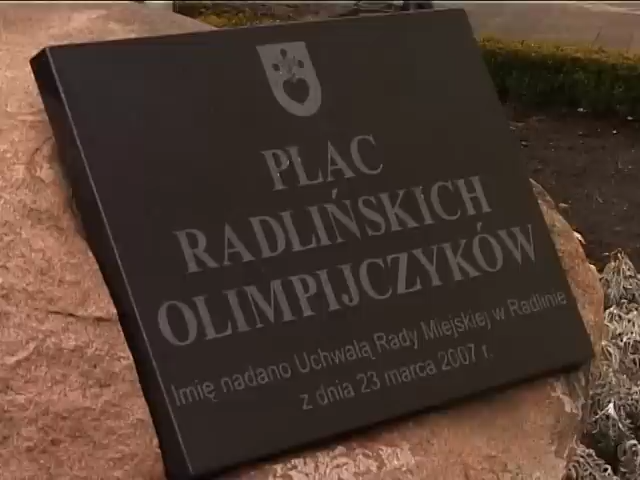 PLAC
RADLIŃSKICH
OLIMPIJCZYKÓW
Imię nadano Uchwałą Rady Miejskiej w Radlinie
z dnia 23 marca 2007 r.